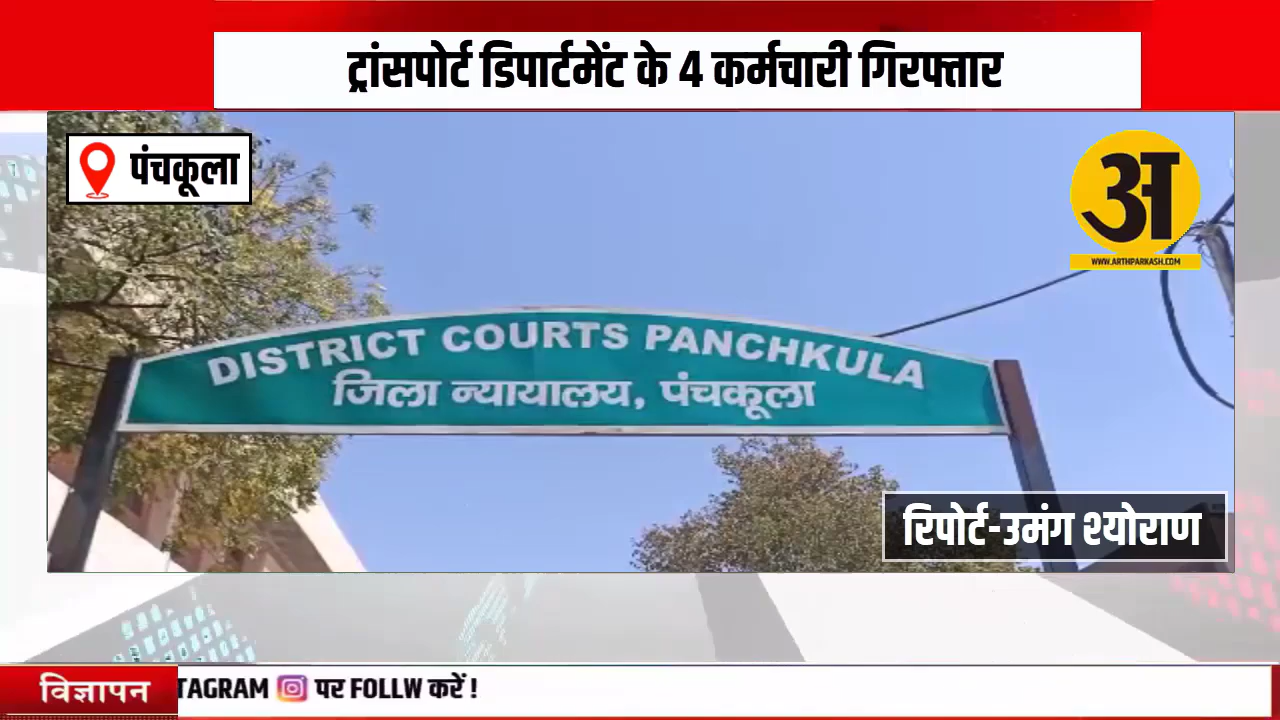 ट्रांसपोर्ट डिपार्टमेंट के 4 कर्मचारी गिरफ्तार
पंचकूला
अ
WWW.ARTHPARKASH.COM
DISTRICT COURTS PANCHKULA
जिला न्यायालय, पंचकूला
रिपोर्ट-उमंग श्योराण
विज्ञापन
TAGRAM पर FOLLW करें !